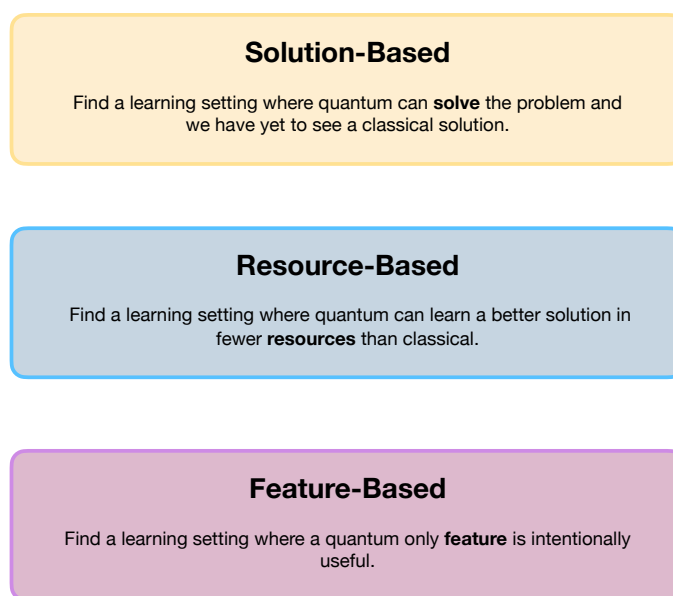 Solution-Based
Find a learning setting where quantum can solve the problem and
we have yet to see a classical solution.
Resource-Based
Find a learning setting where quantum can learn a better solution in
fewer resources than classical.
Feature-Based
Find a learning setting where a quantum only feature is intentionally
useful.